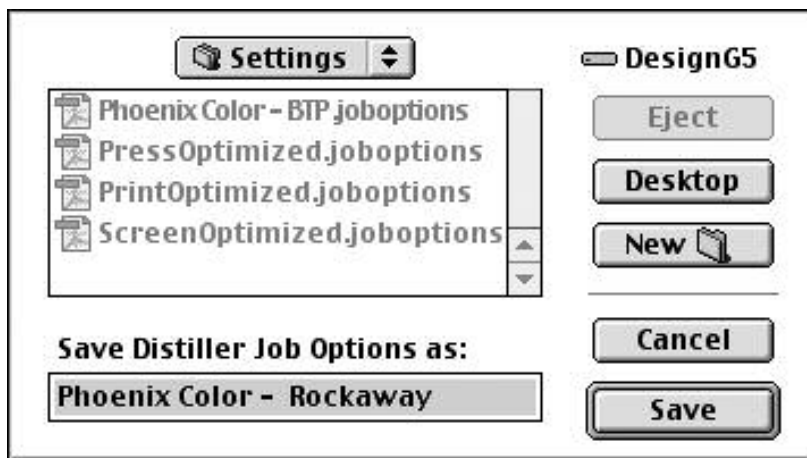 Settings
DesignG5
Phoenix Color - BTP.joboptions
PressOptimized.joboptions
PrintOptimized.joboptions
ScreenOptimized.joboptions
Eject
Desktop
New
Save Distiller Job Options as:
Phoenix Color - Rockaway
Cancel
Save